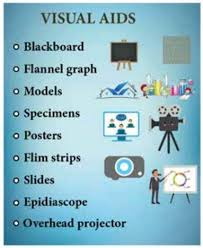 VISUAL AIDS
Blackboard
Flannel graph
Models
Specimens
Posters
Flim strips
Slides
Epidiascope
Overhead projector